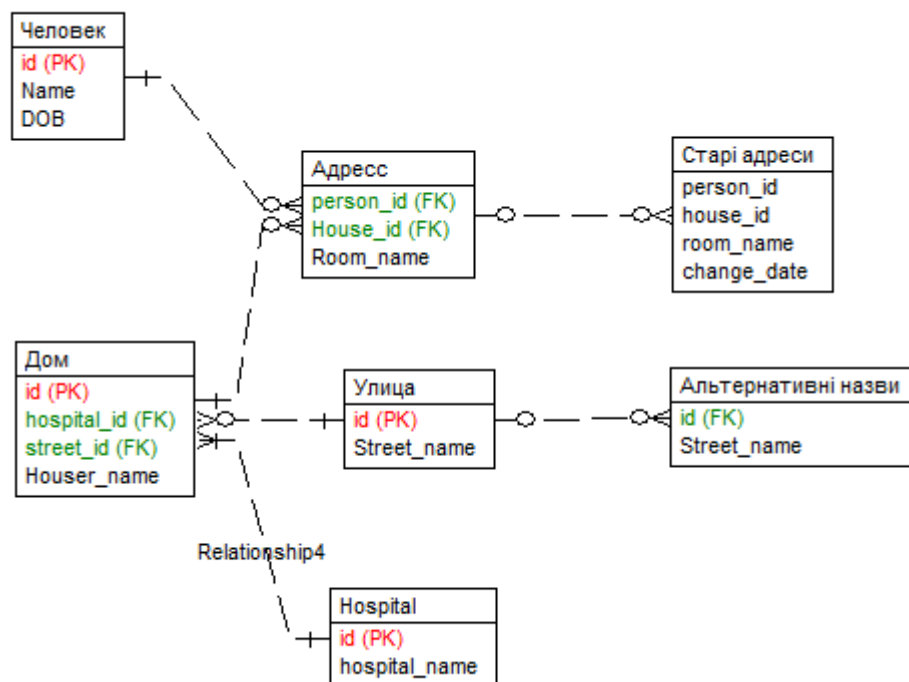 Человек
id (PK)
Name
DOB
Адресс
person_id (FK)
House_id (FK)
Room_name
Старі адреси
person_id
house_id
room_name
change_date
Дом
id (PK)
hospital_id (FK)
street_id (FK)
Houser_name
Улица
id (PK)
Street_name
Альтернативні назви
id (FK)
Street_name
Relationship4
Hospital
id (PK)
hospital_name